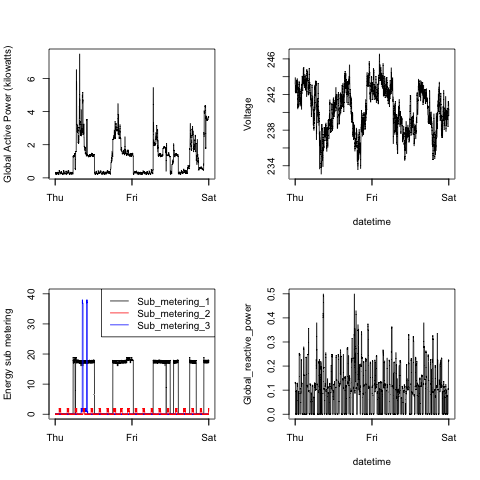 Global Active Power (kilowatts)
6
4
2
0
Thu
Fri
Sat
Voltage
246
242
238
234
Thu
Fri
Sat
datetime
Energy sub metering
40
30
20
10
0
Sub_metering_1
Sub_metering_2
Sub_metering_3
Thu
Fri
Sat
Global_reactive_power
0.5
0.4
0.3
0.2
0.1
0.0
Thu
Fri
Sat
datetime